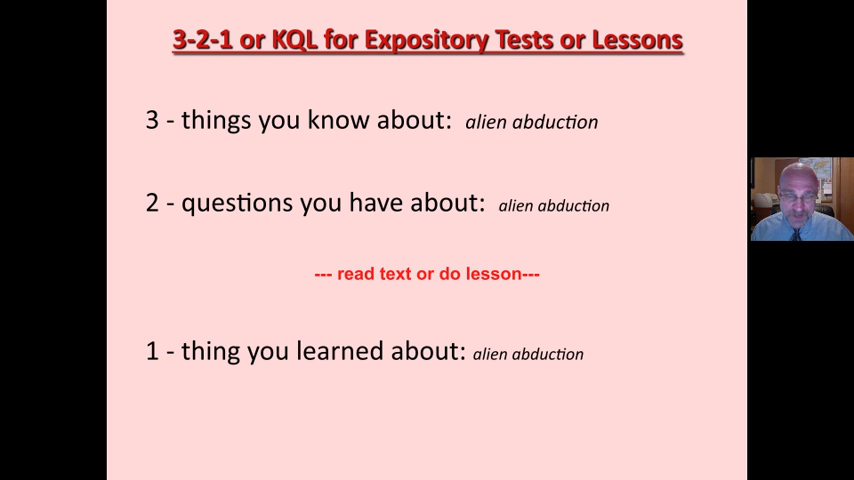 3-2-1 or KQL for Expository Tests or Lessons
3 - things you know about: alien abduction
2 - questions you have about: alien abduction
--- read text or do lesson---
1 - thing you learned about: alien abduction